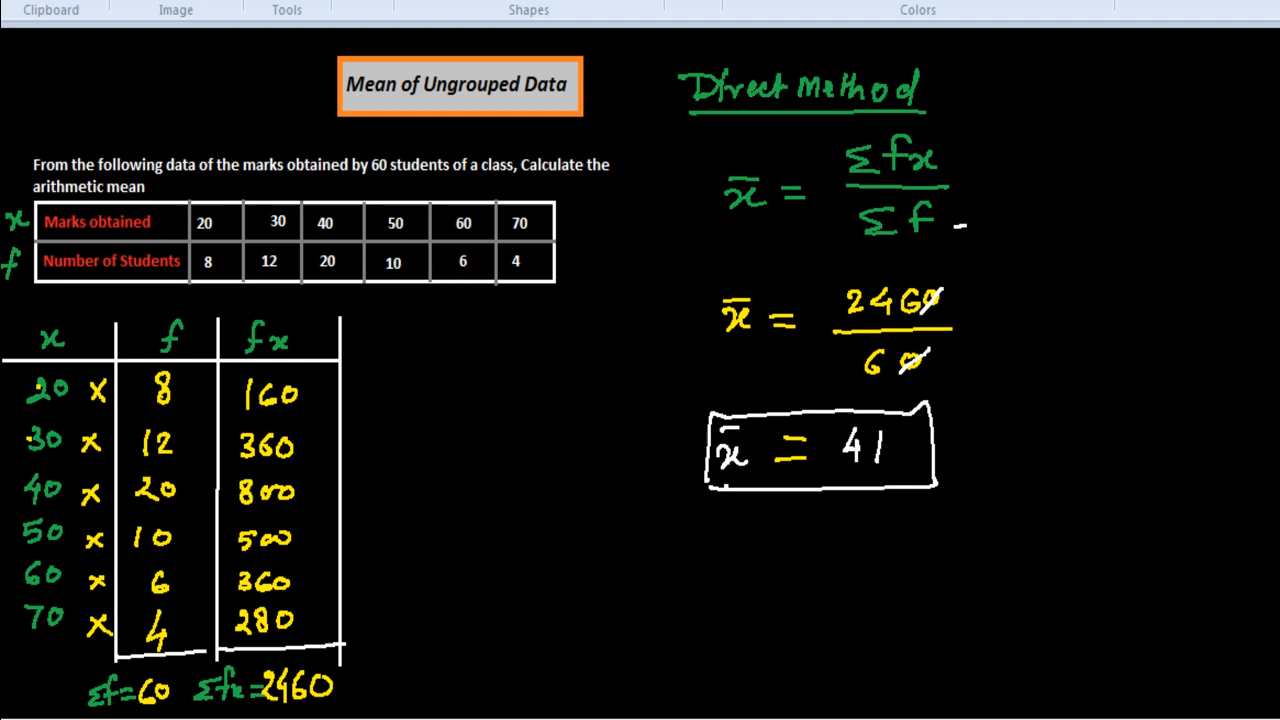 Clipboard Image Tools Shapes Colors
Mean of Ungrouped Data
From the following data of the marks obtained by 60 students of a class, Calculate the
arithmetic mean
x Marks obtained 20 30 40 50 60 70
f Number of Students 8 12 20 10 6 4
x f fx
20 × 8 160
30 × 12 360
40 × 20 800
50 × 10 500
60 × 6 360
70 × 4 280
Σf=60 Σfx=2460
Direct Method
x̄ = Σfx
Σf
x̄ = 2460
60
x̄ = 41